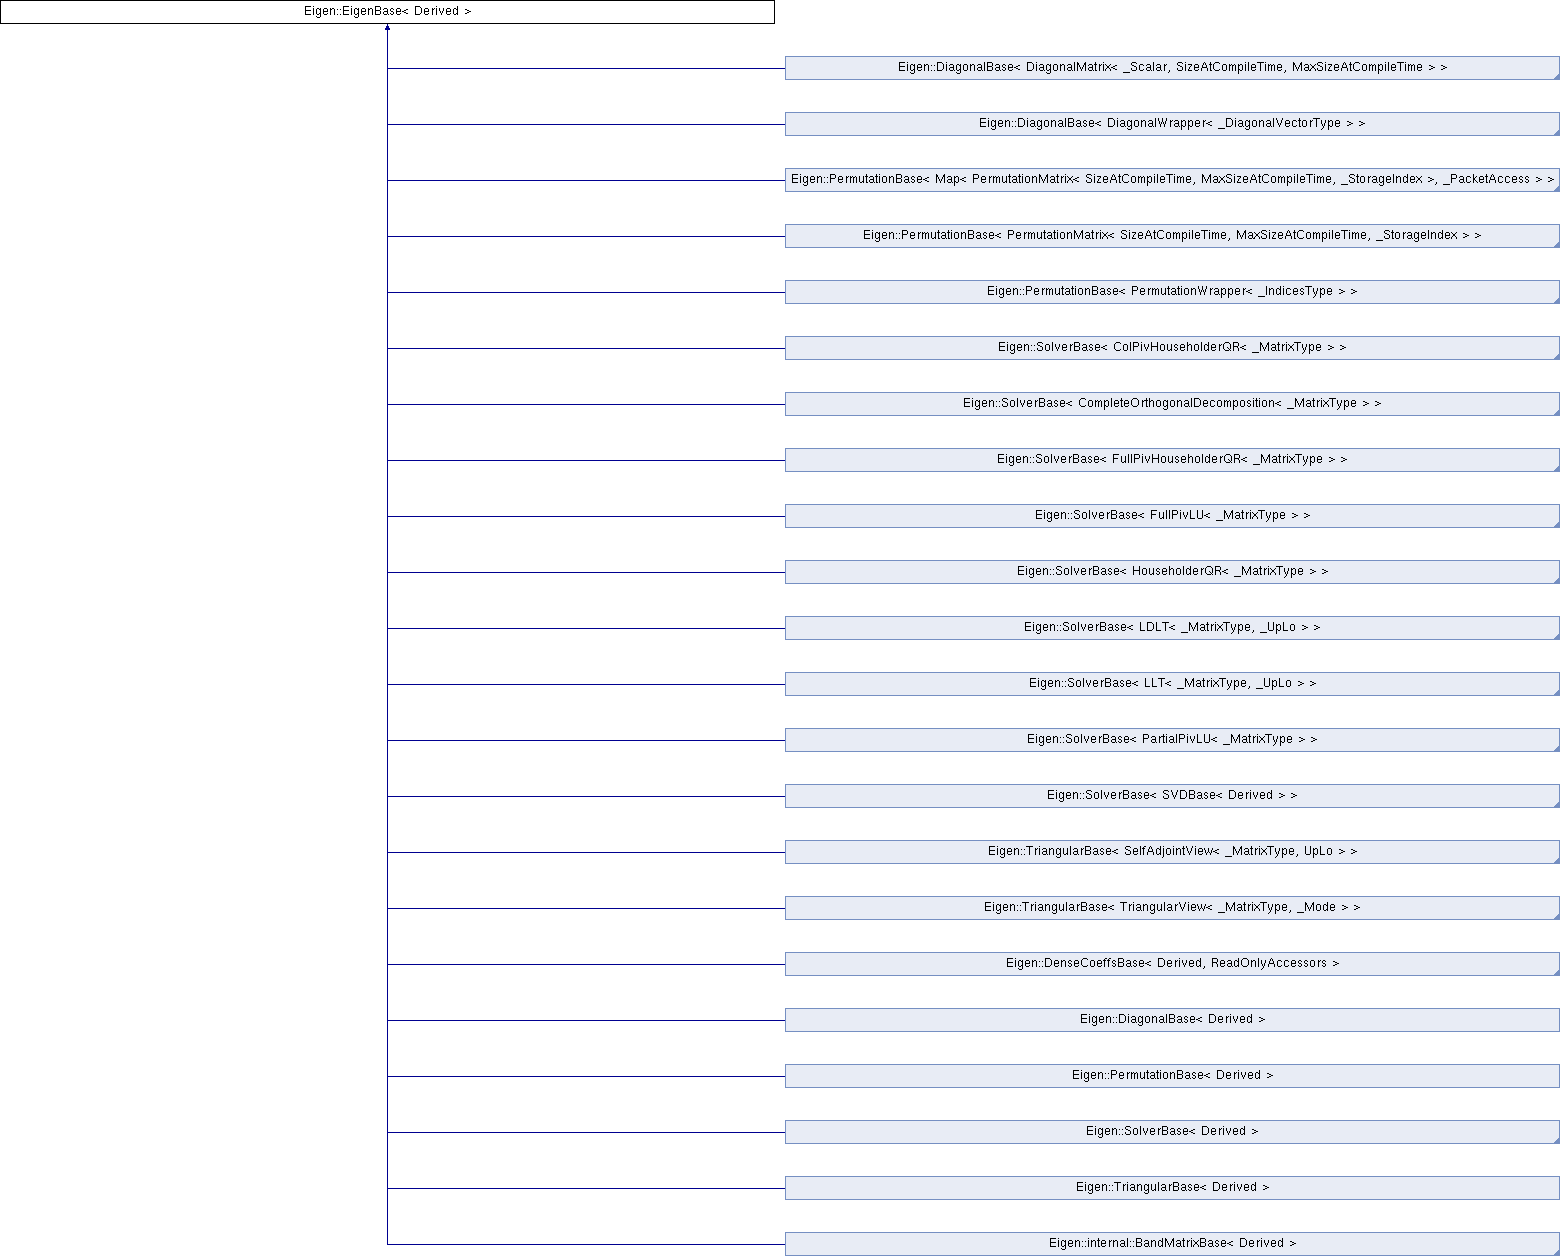 Eigen::EigenBase< Derived >
Eigen::DiagonalBase< DiagonalMatrix< _Scalar, SizeAtCompileTime, MaxSizeAtCompileTime > >
Eigen::DiagonalBase< DiagonalWrapper< _DiagonalVectorType > >
Eigen::PermutationBase< Map< PermutationMatrix< SizeAtCompileTime, MaxSizeAtCompileTime, _StorageIndex >, _PacketAccess > >
Eigen::PermutationBase< PermutationMatrix< SizeAtCompileTime, MaxSizeAtCompileTime, _StorageIndex > >
Eigen::PermutationBase< PermutationWrapper< _IndicesType > >
Eigen::SolverBase< ColPivHouseholderQR< _MatrixType > >
Eigen::SolverBase< CompleteOrthogonalDecomposition< _MatrixType > >
Eigen::SolverBase< FullPivHouseholderQR< _MatrixType > >
Eigen::SolverBase< FullPivLU< _MatrixType > >
Eigen::SolverBase< HouseholderQR< _MatrixType > >
Eigen::SolverBase< LDLT< _MatrixType, _UpLo > >
Eigen::SolverBase< LLT< _MatrixType, _UpLo > >
Eigen::SolverBase< PartialPivLU< _MatrixType > >
Eigen::SolverBase< SVDBase< Derived > >
Eigen::TriangularBase< SelfAdjointView< _MatrixType, UpLo > >
Eigen::TriangularBase< TriangularView< _MatrixType, _Mode > >
Eigen::DenseCoeffsBase< Derived, ReadOnlyAccessors >
Eigen::DiagonalBase< Derived >
Eigen::PermutationBase< Derived >
Eigen::SolverBase< Derived >
Eigen::TriangularBase< Derived >
Eigen::internal::BandMatrixBase< Derived >